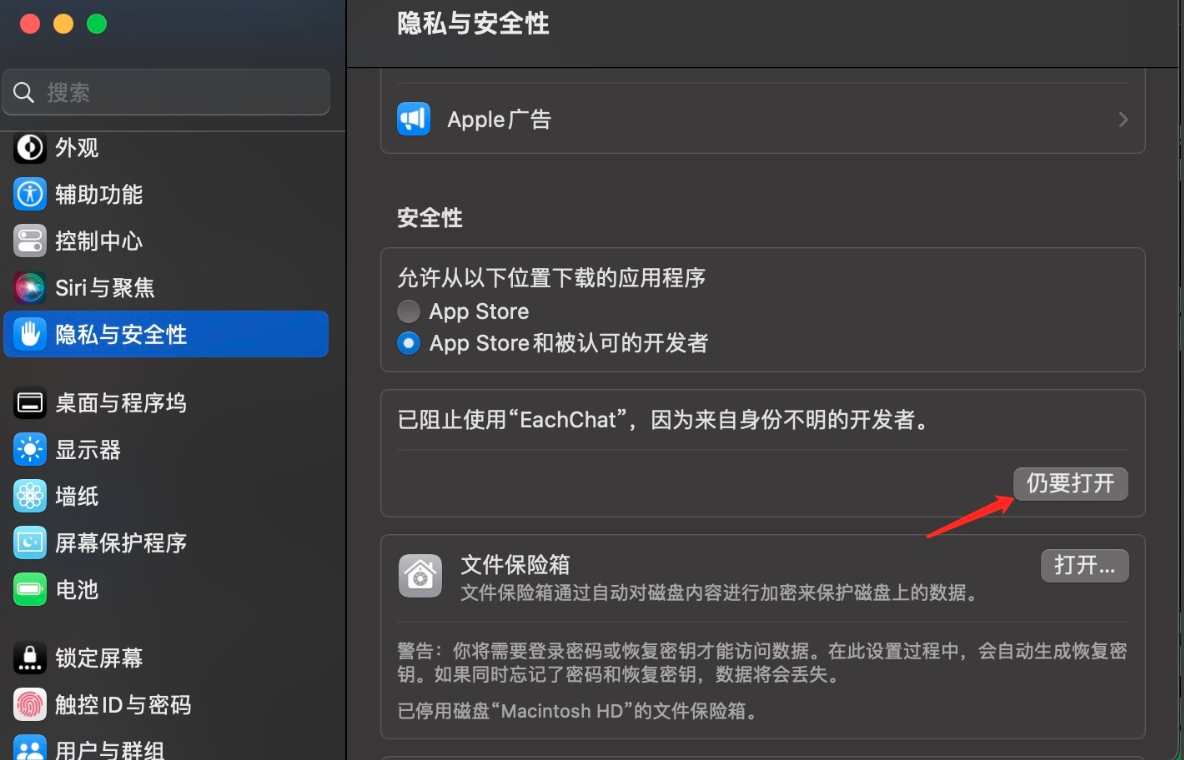 隐私与安全性
搜索
外观
辅助功能
控制中心
Siri与聚焦
隐私与安全性
桌面与程序坞
显示器
墙纸
屏幕保护程序
电池
锁定屏幕
触控ID与密码
用户与群组
Apple广告
安全性
允许从以下位置下载的应用程序
App Store
App Store和被认可的开发者
已阻止使用“EachChat”，因为来自身份不明的开发者。
仍要打开
文件保险箱
打开...
文件保险箱通过自动对磁盘内容进行加密来保护磁盘上的数据。
警告：你将需要登录密码或恢复密钥才能访问数据。在此设置过程中，会自动生成恢复密
钥。如果同时忘记了密码和恢复密钥，数据将会丢失。
已停用磁盘“Macintosh HD”的文件保险箱。